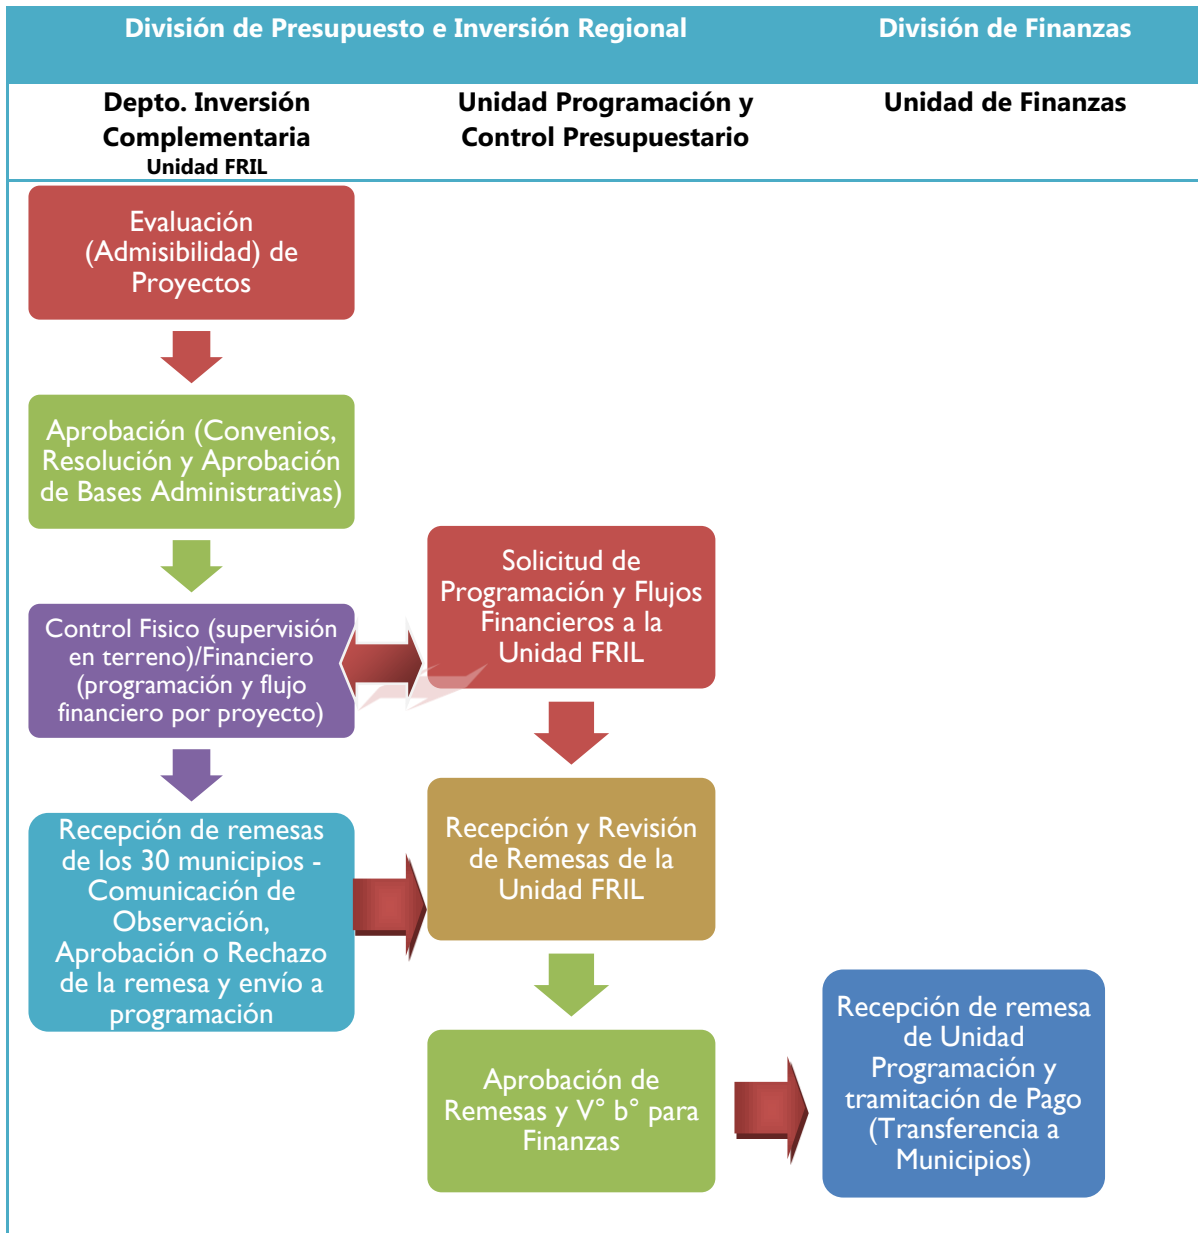 División de Presupuesto e Inversión Regional
División de Finanzas
Depto. Inversión
Complementaria
Unidad FRIL
Unidad Programación y
Control Presupuestario
Unidad de Finanzas
Evaluación
(Admisibilidad) de
Proyectos
Aprobación (Convenios,
Resolución y Aprobación
de Bases Administrativas)
Control Fisico (supervisión
en terreno)/Financiero
(programación y flujo
financiero por proyecto)
Recepción de remesas
de los 30 municipios -
Comunicación de
Observación,
Aprobación o Rechazo
de la remesa y envío a
programación
Solicitud de
Programación y Flujos
Financieros a la
Unidad FRIL
Recepción y Revisión
de Remesas de la
Unidad FRIL
Aprobación de
Remesas y V° b° para
Finanzas
Recepción de remesa
de Unidad
Programación y
tramitación de Pago
(Transferencia a
Municipios)